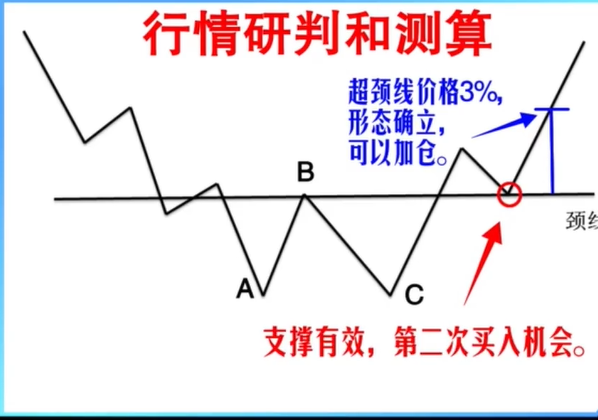 行情研判和测算
超颈线价格3%,
形态确立，
可以加仓。
B
颈
A
C
支撑有效，第二次买入机会。